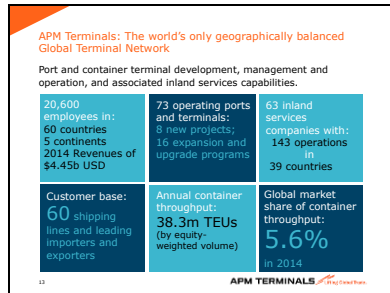 APM Terminals: The world's only geographically balanced
Global Terminal Network
Port and container terminal development, management and
operation, and associated inland services capabilities.
20,600
employees in:
60 countries
5 continents
2014 Revenues of
$4.45b USD
73 operating ports
and terminals:
8 new projects;
16 expansion and
upgrade programs
63 inland
services
companies with:
143 operations
in
39 countries
Customer base:
60 shipping
lines and leading
importers and
exporters
Annual container
throughput:
38.3m TEUs
(by equity-
weighted volume)
Global market
share of container
throughput:
5.6%
in 2014
13
APM TERMINALS